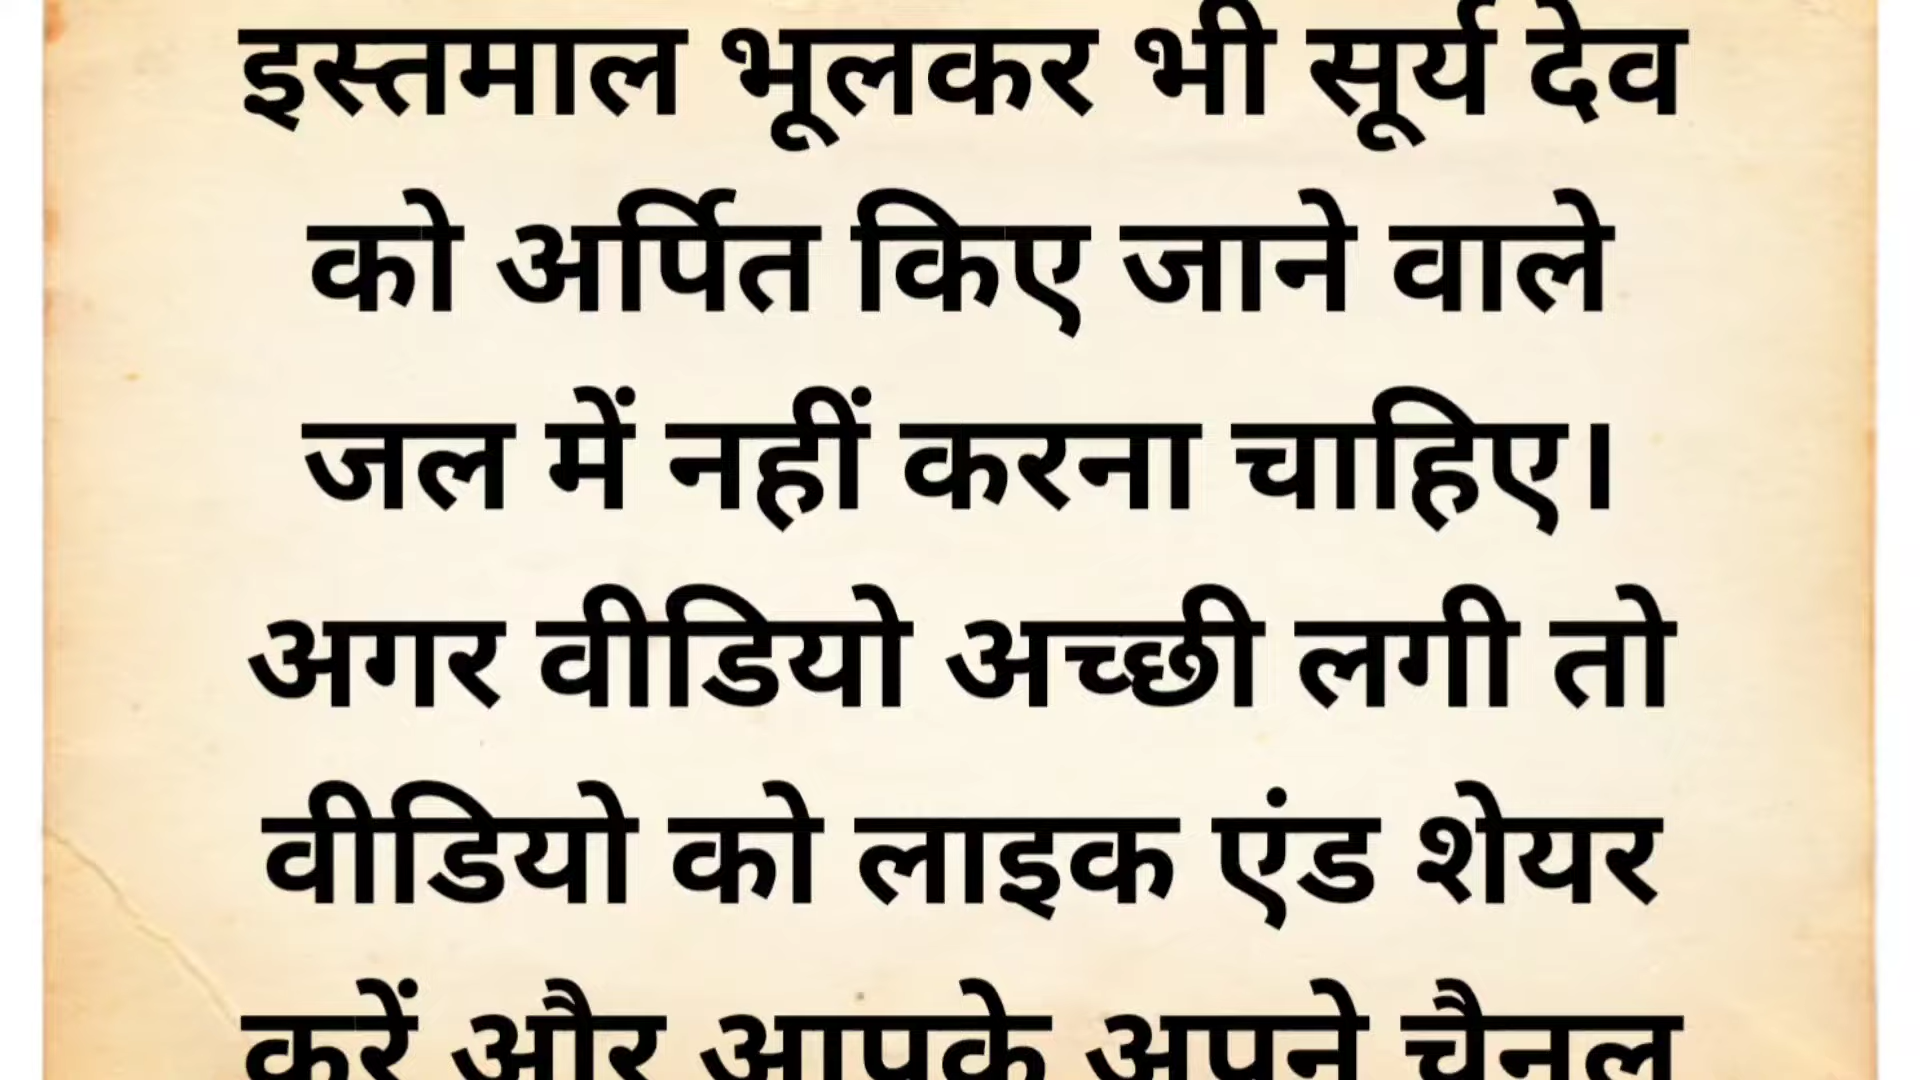 इस्तमाल भूलकर भी सूर्य देव
को अर्पित किए जाने वाले
जल में नहीं करना चाहिए।
अगर वीडियो अच्छी लगी तो
वीडियो को लाइक एंड शेयर
करें और आपके अपने चैनल